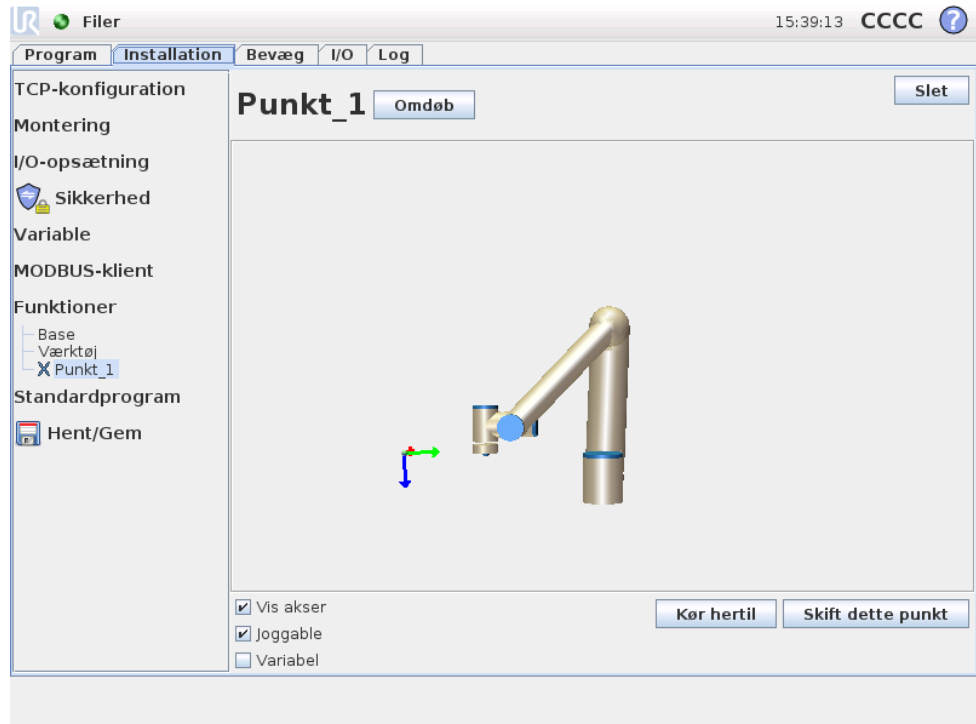 UR Filer 15:39:13 CCCC ?
Program Installation Bevæg I/O Log
TCP-konfiguration
Montering
I/O-opsætning
Sikkerhed
Variable
MODBUS-klient
Funktioner
Base
Værktøj
Punkt_1
Standardprogram
Hent/Gem
Punkt_1 Omdøb Slet
Vis akser
Joggable
Variabel
Kør hertil Skift dette punkt